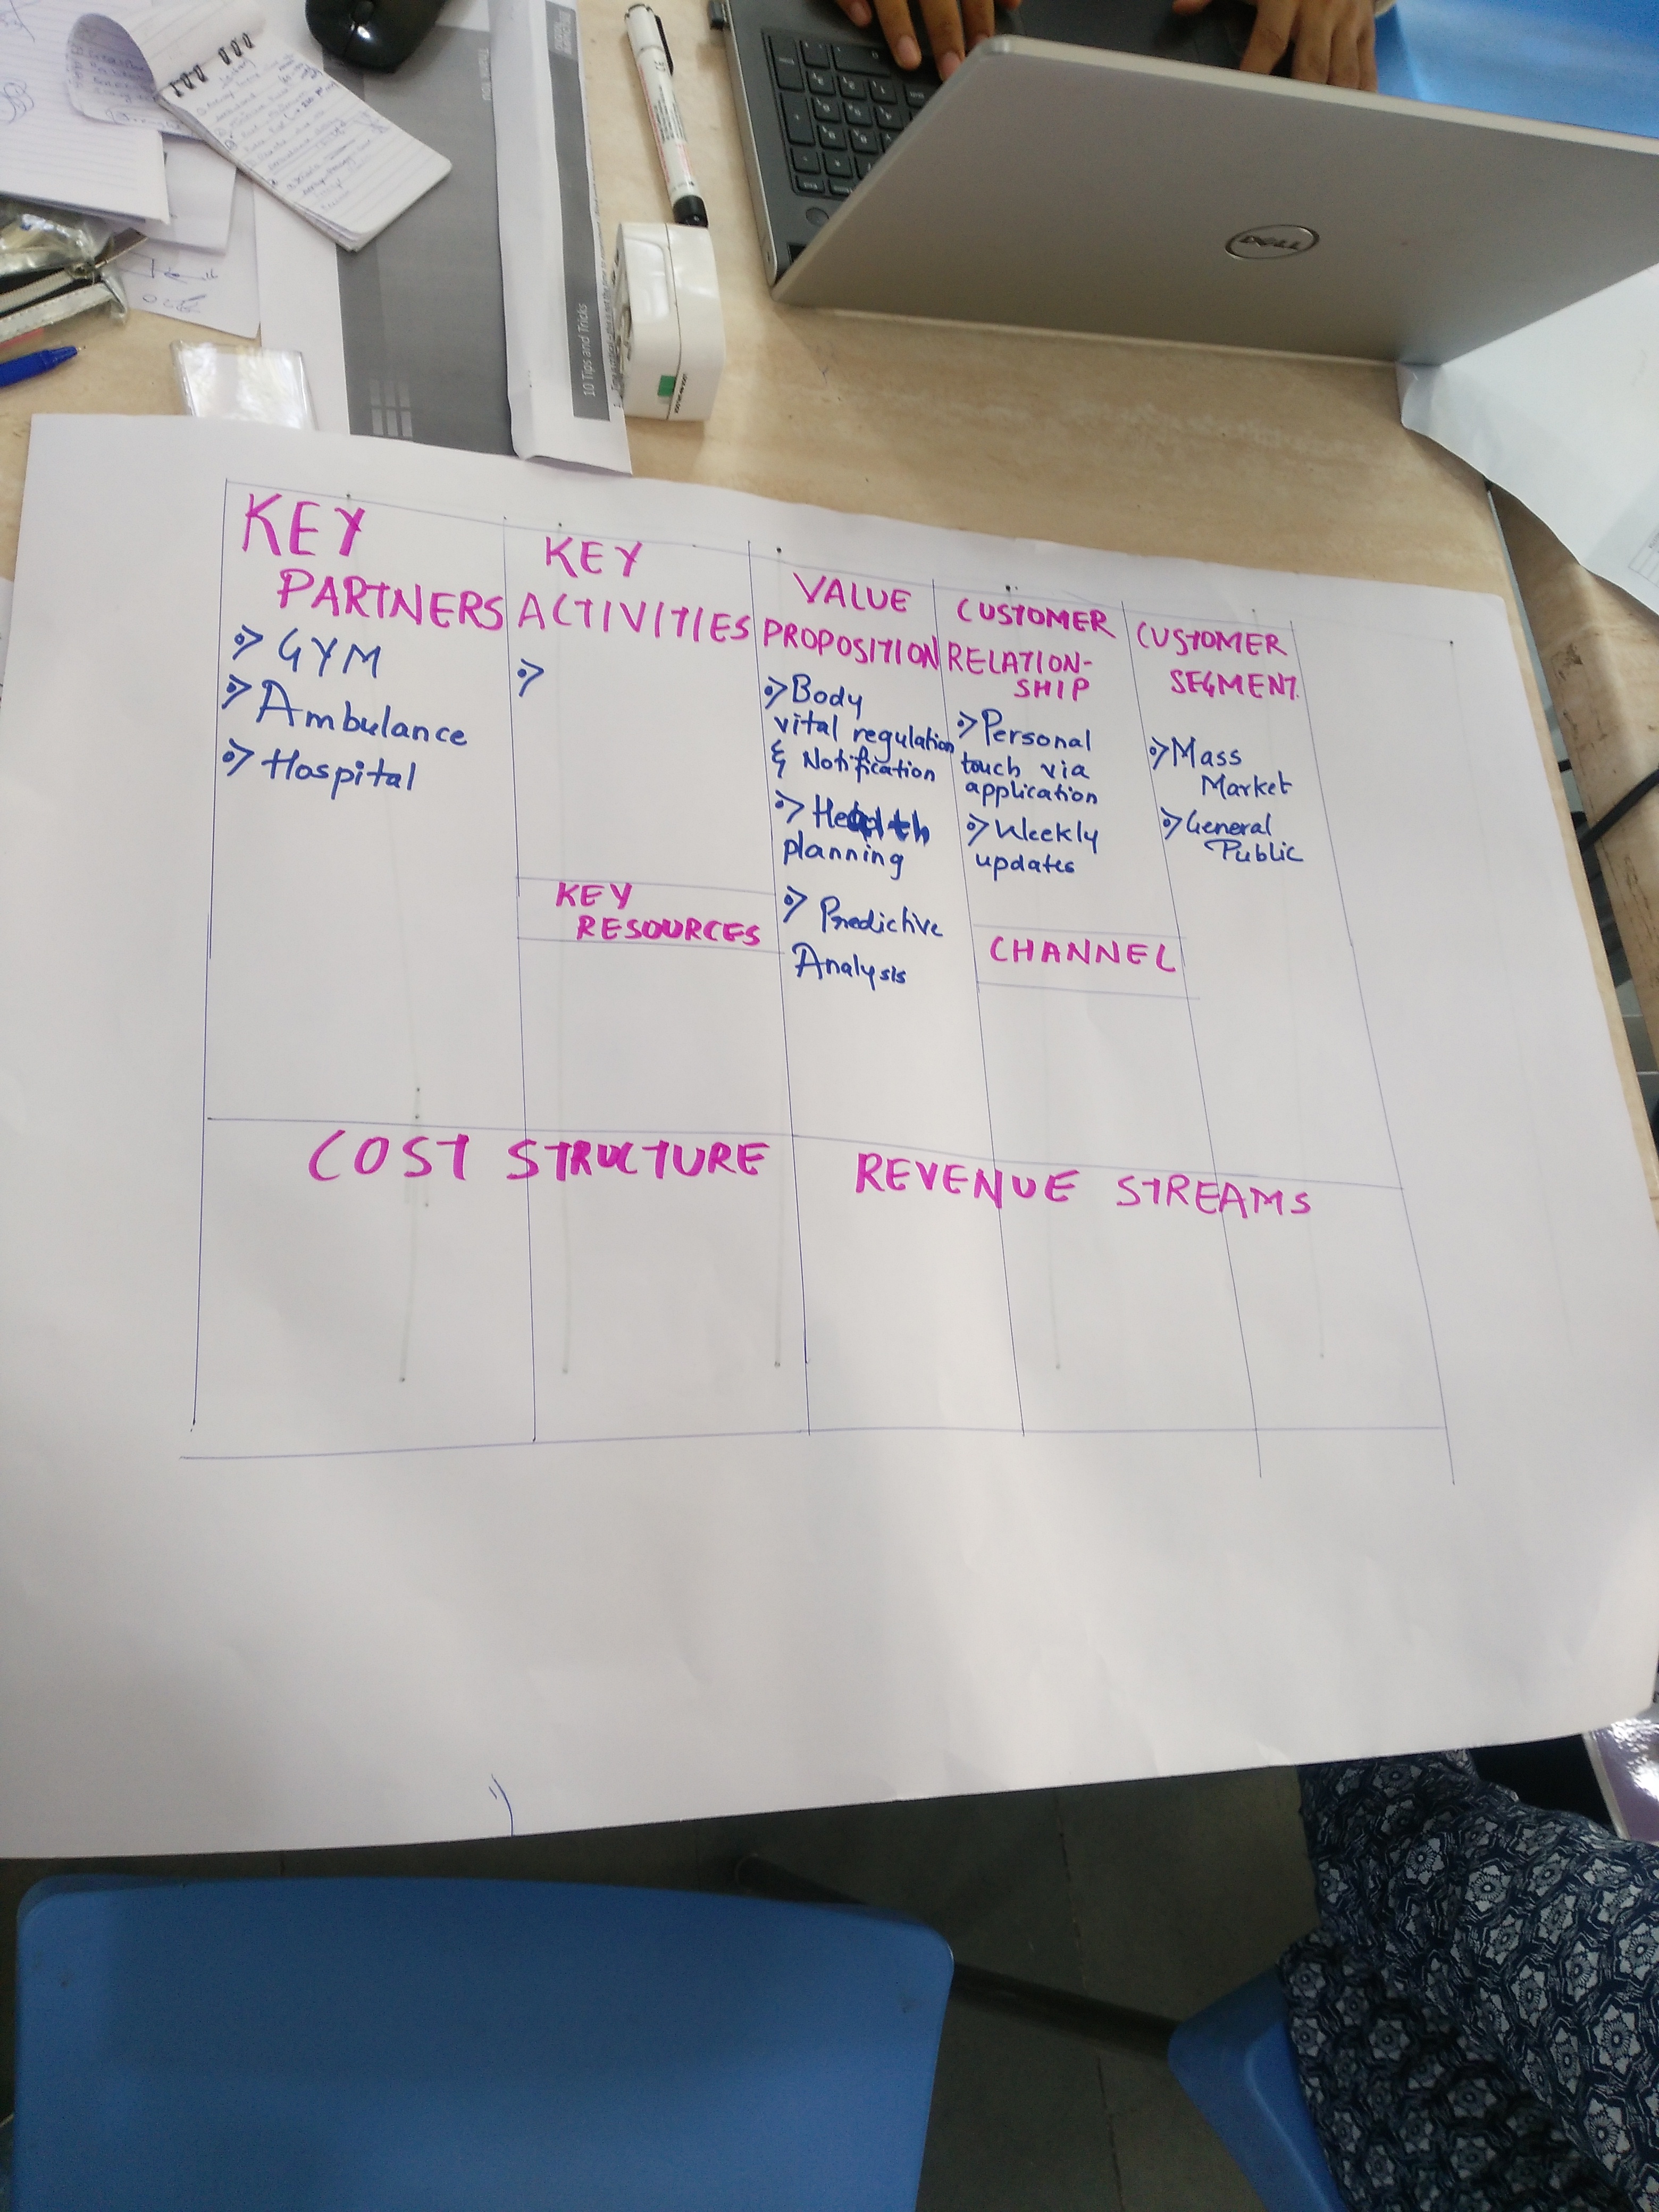 DELL
10 Tips and Tricks
KEY
PARTNERS
GYM
Ambulance
Hospital
KEY
ACTIVITIES
KEY
RESOURCES
VALUE
PROPOSITION
Body
vital regulation
& Notification
Health
planning
Predictive
Analysis
CUSTOMER
RELATION-
SHIP
Personal
touch via
application
Weekly
updates
CHANNEL
CUSTOMER
SEGMENT.
Mass
Market
General
Public
COST STRUCTURE
REVENUE STREAMS